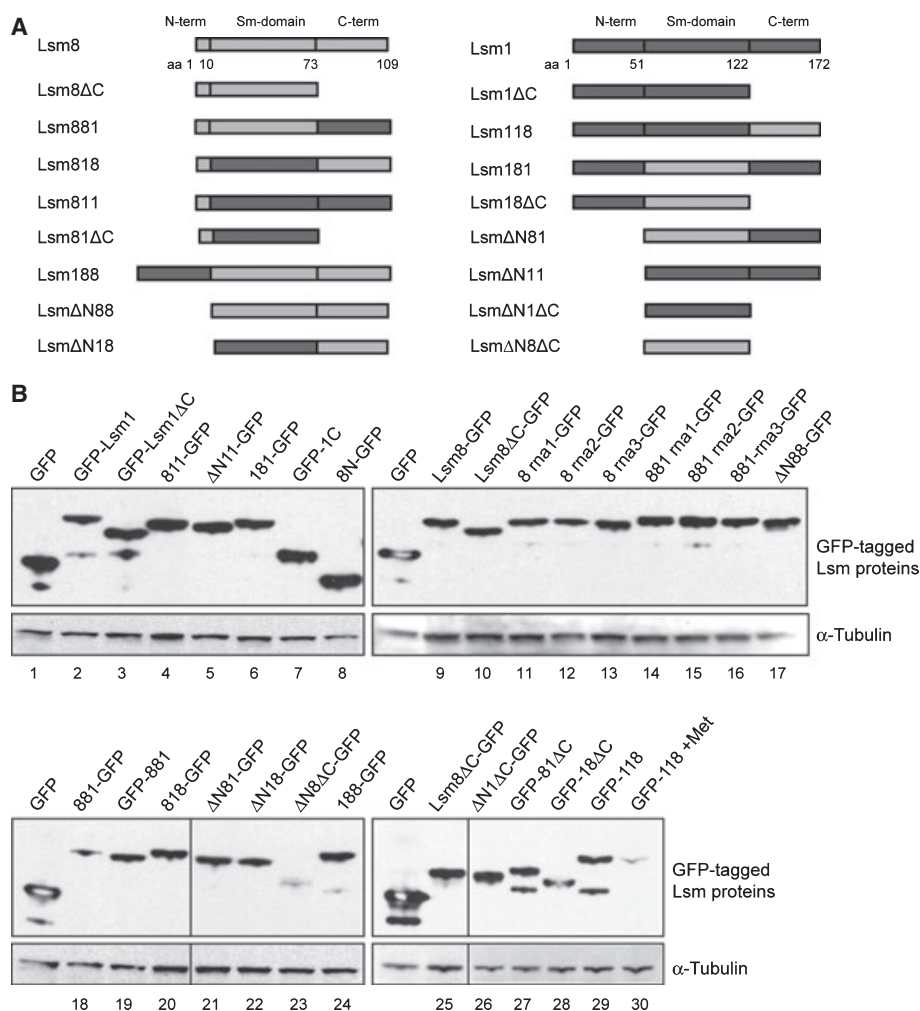 A
N-term Sm-domain C-term
Lsm8
aa 1 10 73 109
Lsm8ΔC
Lsm881
Lsm818
Lsm811
Lsm81ΔC
Lsm188
LsmΔN88
LsmΔN18
N-term Sm-domain C-term
Lsm1
aa 1 51 122 172
Lsm1ΔC
Lsm118
Lsm181
Lsm18ΔC
LsmΔN81
LsmΔN11
LsmΔN1ΔC
LsmΔN8ΔC
B
GFP
GFP-Lsm1
GFP-Lsm1ΔC
811-GFP
ΔN11-GFP
181-GFP
GFP-1C
8N-GFP
GFP
Lsm8-GFP
Lsm8ΔC-GFP
8 rna1-GFP
8 rna2-GFP
8 rna3-GFP
881 rna1-GFP
881 rna2-GFP
881-rna3-GFP
ΔN88-GFP
GFP-tagged
Lsm proteins
α-Tubulin
1 2 3 4 5 6 7 8 9 10 11 12 13 14 15 16 17
GFP
881-GFP
GFP-881
818-GFP
ΔN81-GFP
ΔN18-GFP
ΔN8ΔC-GFP
188-GFP
GFP
Lsm8ΔC-GFP
ΔN1ΔC-GFP
GFP-81ΔC
GFP-18ΔC
GFP-118
GFP-118 +Met
GFP-tagged
Lsm proteins
α-Tubulin
18 19 20 21 22 23 24 25 26 27 28 29 30